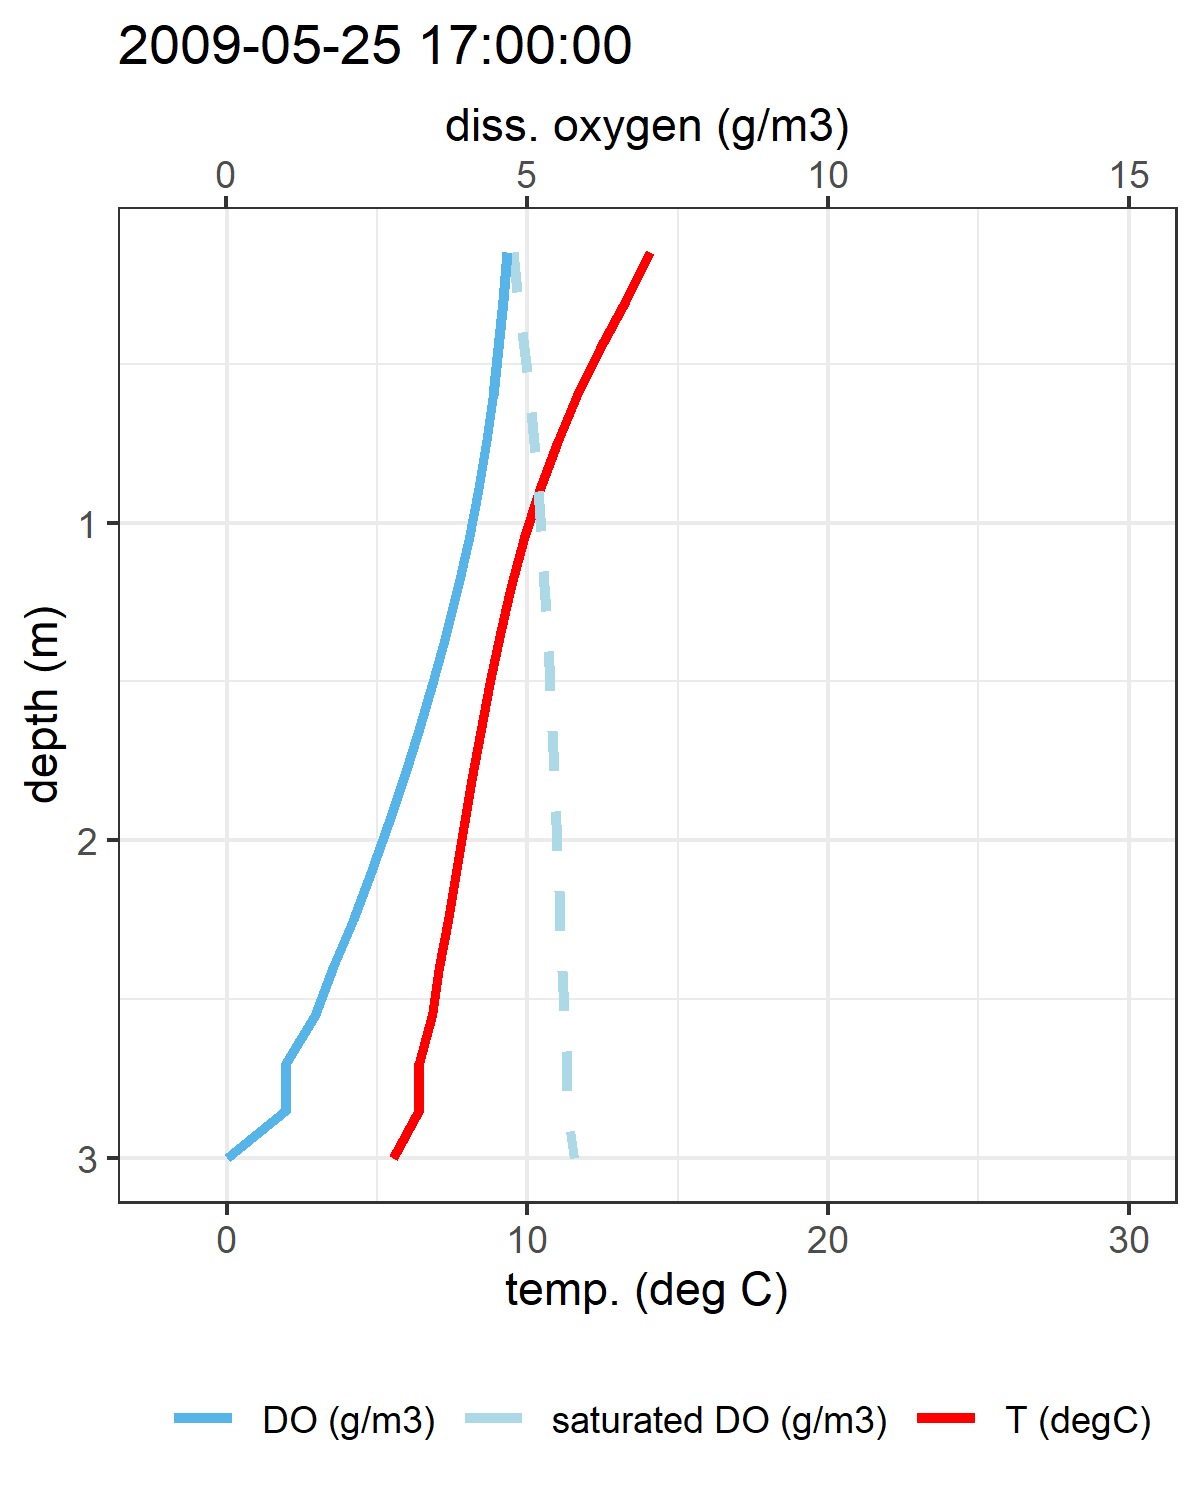 2009-05-25 17:00:00
diss. oxygen (g/m3)
0 5 10 15
depth (m)
1
2
3
0 10 20 30
temp. (deg C)
DO (g/m3) saturated DO (g/m3) T (degC)